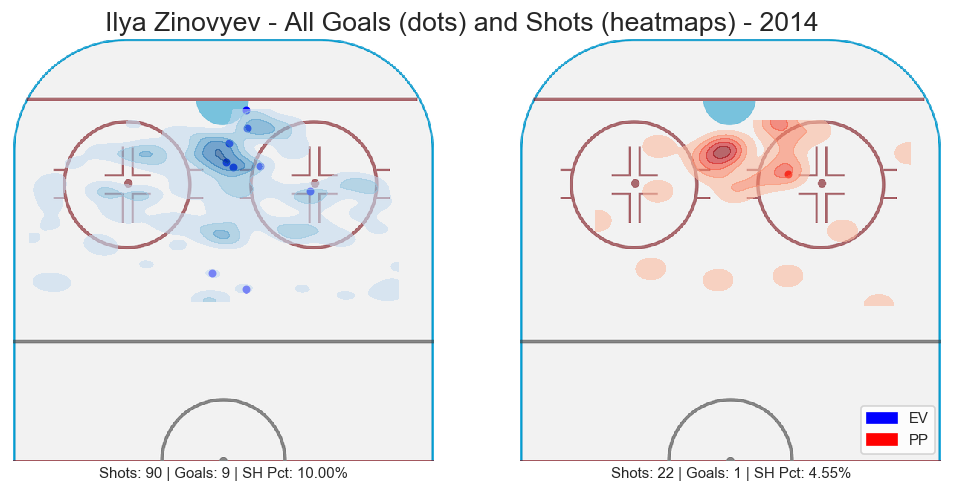 Ilya Zinovyev - All Goals (dots) and Shots (heatmaps) - 2014
EV
PP
Shots: 90 | Goals: 9 | SH Pct: 10.00%
Shots: 22 | Goals: 1 | SH Pct: 4.55%